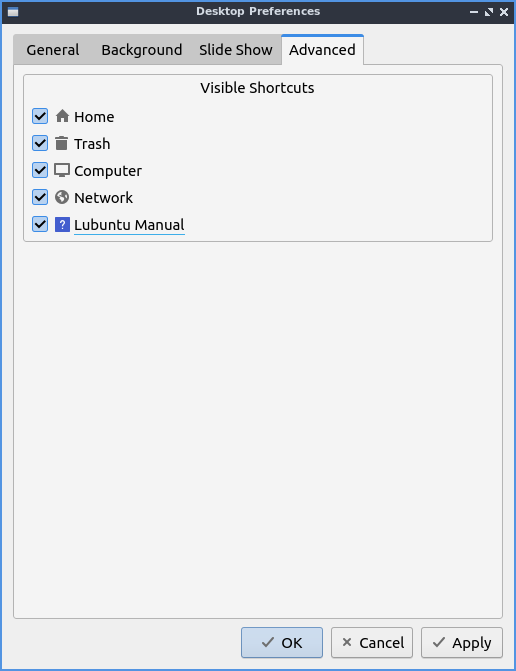 Desktop Preferences
General Background Slide Show Advanced
Visible Shortcuts
Home
Trash
Computer
Network
? Lubuntu Manual
OK Cancel Apply